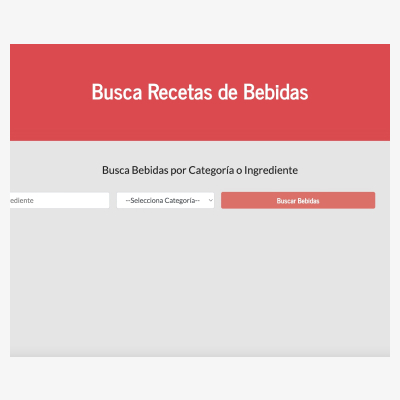 Busca Recetas de Bebidas
Busca Bebidas por Categoría o Ingrediente
ediente
--Selecciona Categoría--
Buscar Bebidas